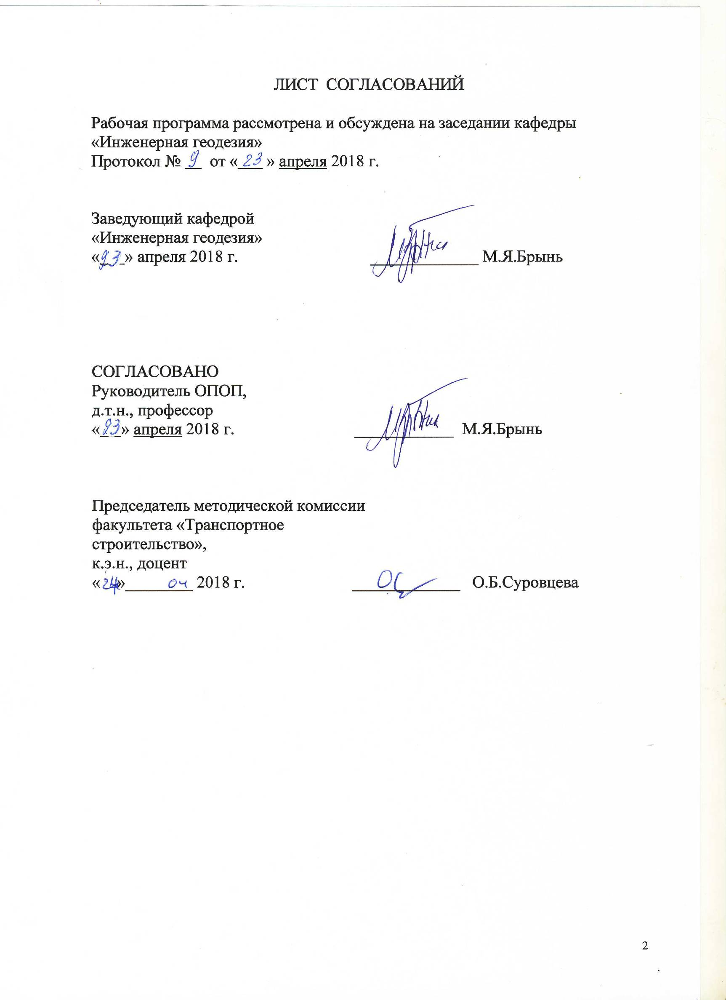 ЛИСТ СОГЛАСОВАНИЙ
Рабочая программа рассмотрена и обсуждена на заседании кафедры
«Инженерная геодезия»
Протокол № 9 от «23» апреля 2018 г.
Заведующий кафедрой
«Инженерная геодезия»
«23» апреля 2018 г. М.Я.Брынь
СОГЛАСОВАНО
Руководитель ОПОП,
д.т.н., профессор
«23» апреля 2018 г. М.Я.Брынь
Председатель методической комиссии
факультета «Транспортное
строительство»,
к.э.н., доцент
«24» 04 2018 г. О.Б.Суровцева
2